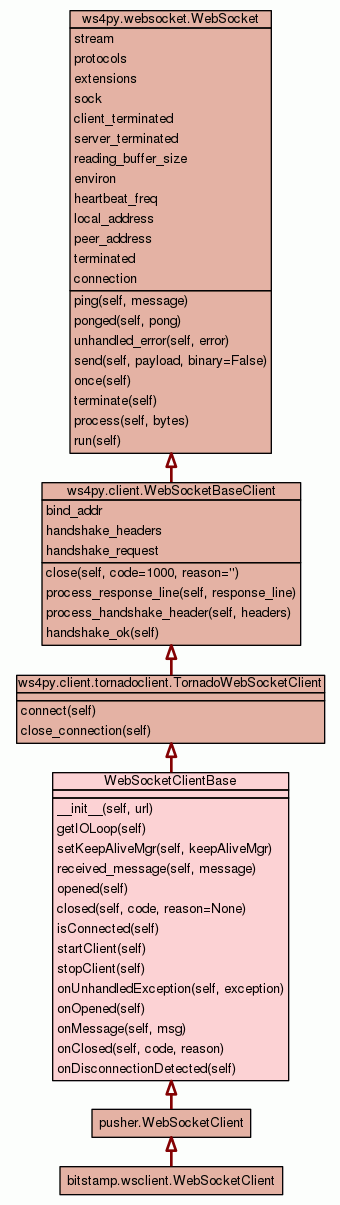 ws4py.websocket.WebSocket
stream
protocols
extensions
sock
client_terminated
server_terminated
reading_buffer_size
environ
heartbeat_freq
local_address
peer_address
terminated
connection
ping(self, message)
ponged(self, pong)
unhandled_error(self, error)
send(self, payload, binary=False)
once(self)
terminate(self)
process(self, bytes)
run(self)
ws4py.client.WebSocketBaseClient
bind_addr
handshake_headers
handshake_request
close(self, code=1000, reason='')
process_response_line(self, response_line)
process_handshake_header(self, headers)
handshake_ok(self)
ws4py.client.tornadoclient.TornadoWebSocketClient
connect(self)
close_connection(self)
WebSocketClientBase
__init__(self, url)
getIOLoop(self)
setKeepAliveMgr(self, keepAliveMgr)
received_message(self, message)
opened(self)
closed(self, code, reason=None)
isConnected(self)
startClient(self)
stopClient(self)
onUnhandledException(self, exception)
onOpened(self)
onMessage(self, msg)
onClosed(self, code, reason)
onDisconnectionDetected(self)
pusher.WebSocketClient
bitstamp.wsclient.WebSocketClient